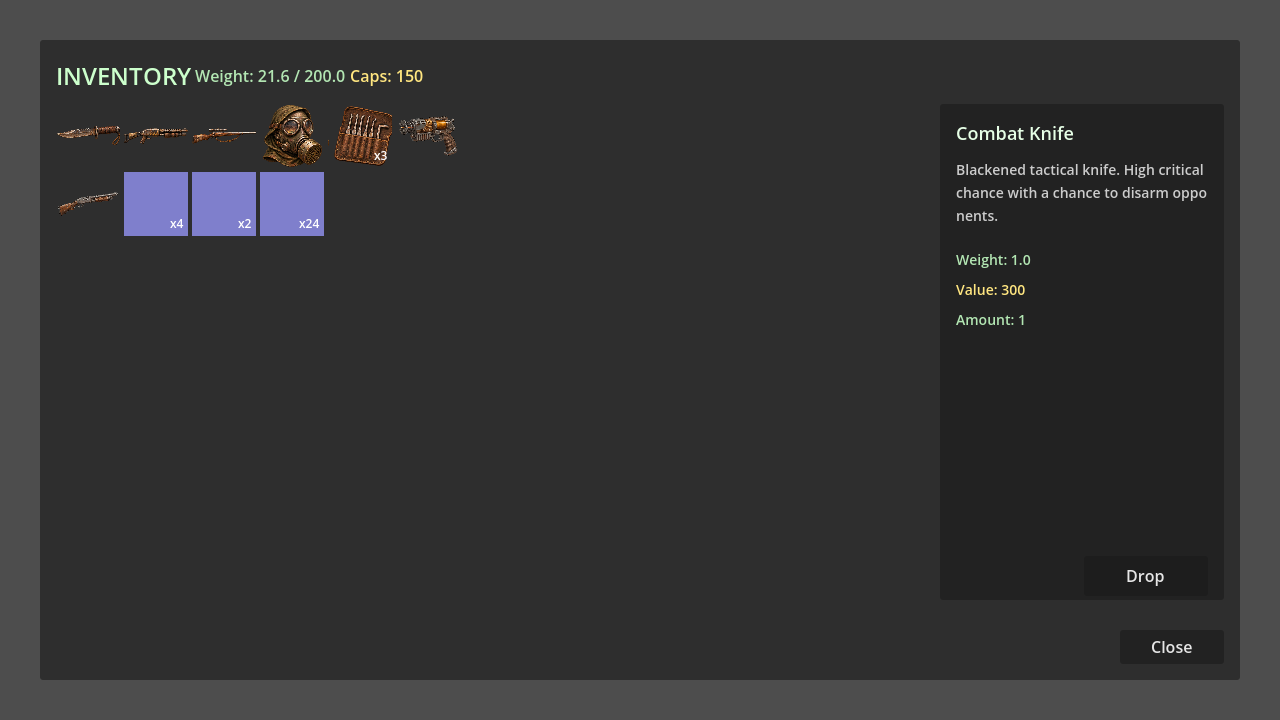 INVENTORY Weight: 21.6 / 200.0 Caps: 150
x3
x4 x2 x24
Combat Knife
Blackened tactical knife. High critical
chance with a chance to disarm oppo
nents.
Weight: 1.0
Value: 300
Amount: 1
Drop
Close